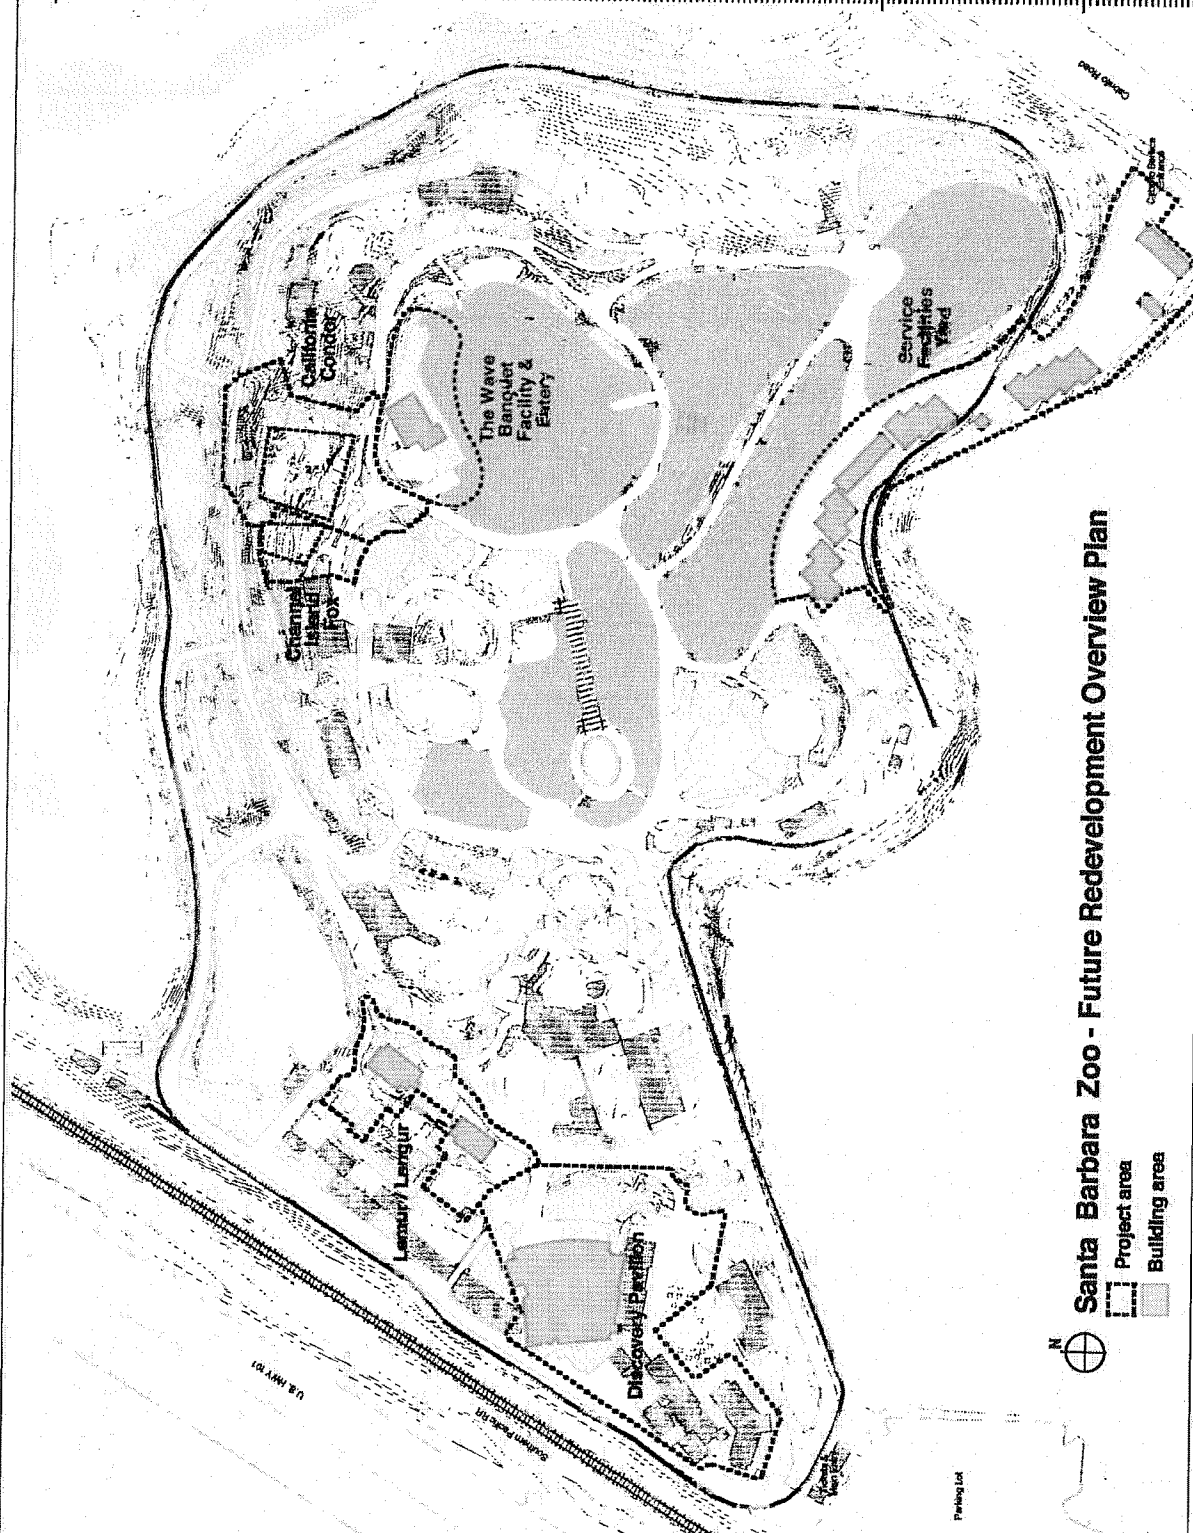 Santa Barbara Zoo - Future Redevelopment Overview Plan
Project area
Building area
N
U.S. HWY 101
Southern Pacific RR
Lemur / Langur
Discovery Pavilion
Channel
Island
Fox
California
Condor
The Wave
Banquet
Facility &
Eatery
Service
Facilities
Yard
Cabrillo Road
Parking Lot